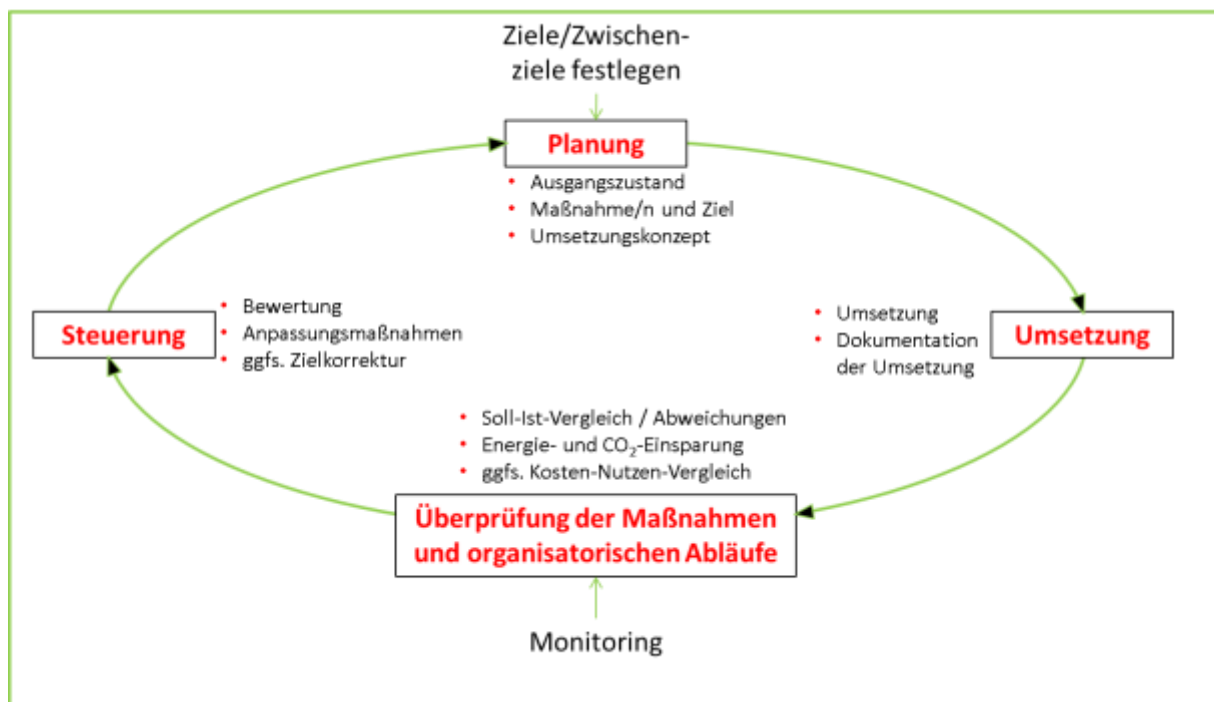 Ziele/Zwischen-
ziele festlegen
Planung
• Ausgangszustand
• Maßnahme/n und Ziel
• Umsetzungskonzept
Steuerung
• Bewertung
• Anpassungsmaßnahmen
• ggfs. Zielkorrektur
• Umsetzung
• Dokumentation
der Umsetzung
Umsetzung
• Soll-Ist-Vergleich / Abweichungen
• Energie- und CO₂-Einsparung
• ggfs. Kosten-Nutzen-Vergleich
Überprüfung der Maßnahmen
und organisatorischen Abläufe
Monitoring